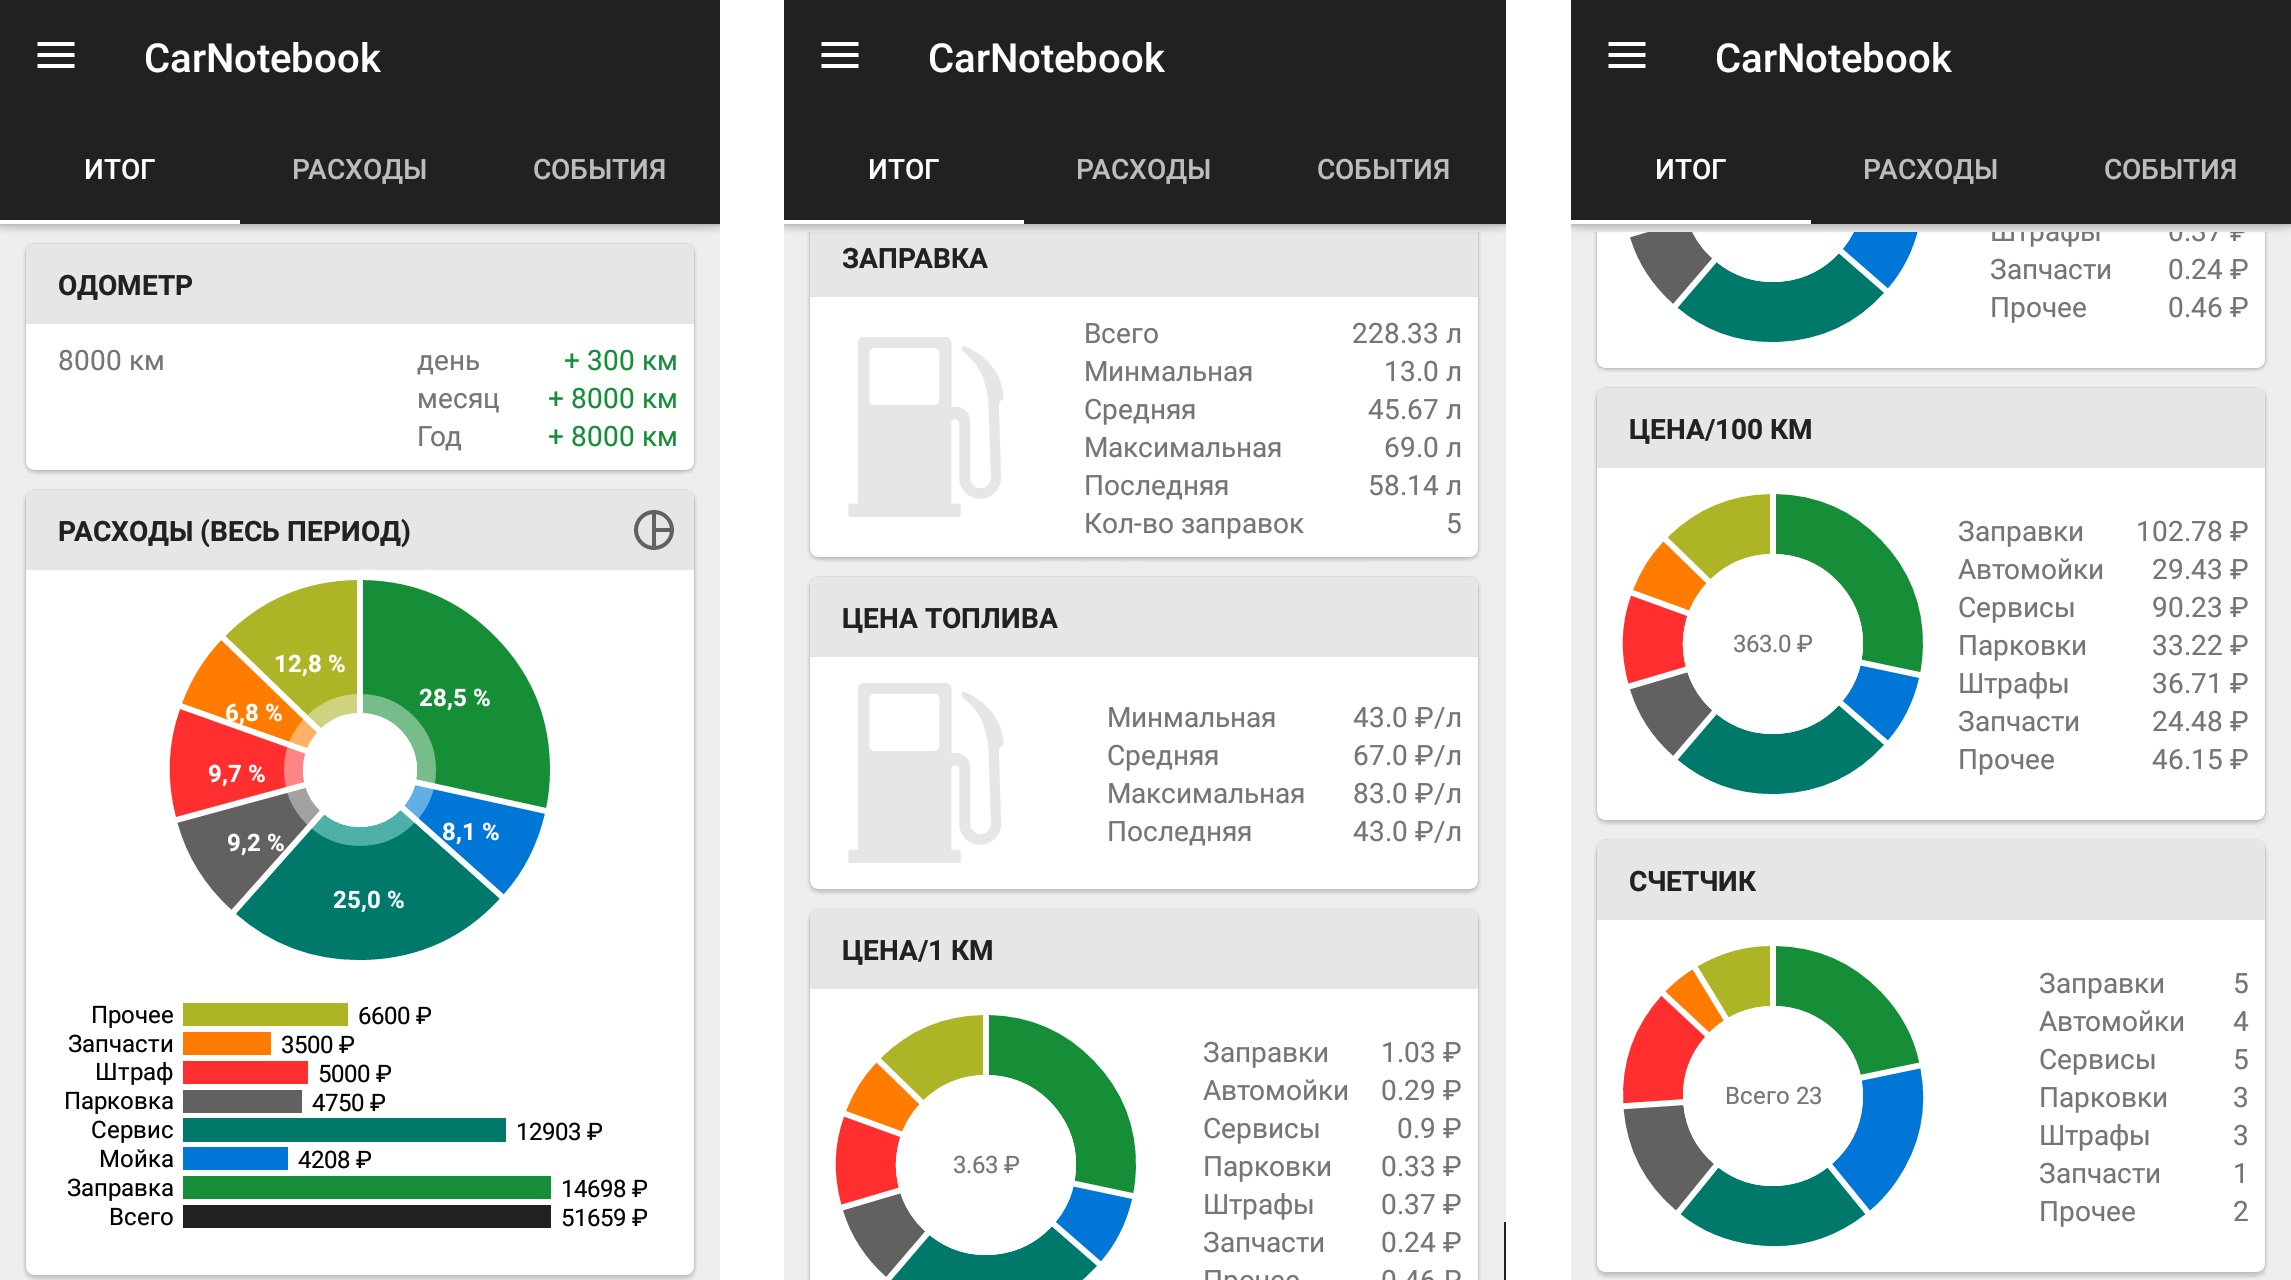 CarNotebook
ИТОГ РАСХОДЫ СОБЫТИЯ
ОДОМЕТР
8000 км день + 300 км
месяц + 8000 км
Год + 8000 км
РАСХОДЫ (ВЕСЬ ПЕРИОД)
12,8 %
28,5 %
6,8 %
9,7 %
8,1 %
9,2 %
25,0 %
Прочее 6600 ₽
Запчасти 3500 ₽
Штраф 5000 ₽
Парковка 4750 ₽
Сервис 12903 ₽
Мойка 4208 ₽
Заправка 14698 ₽
Всего 51659 ₽
CarNotebook
ИТОГ РАСХОДЫ СОБЫТИЯ
ЗАПРАВКА
Всего 228.33 л
Минмальная 13.0 л
Средняя 45.67 л
Максимальная 69.0 л
Последняя 58.14 л
Кол-во заправок 5
ЦЕНА ТОПЛИВА
Минмальная 43.0 ₽/л
Средняя 67.0 ₽/л
Максимальная 83.0 ₽/л
Последняя 43.0 ₽/л
ЦЕНА/1 КМ
3.63 ₽
Заправки 1.03 ₽
Автомойки 0.29 ₽
Сервисы 0.9 ₽
Парковки 0.33 ₽
Штрафы 0.37 ₽
Запчасти 0.24 ₽
Прочее 0.46 ₽
CarNotebook
ИТОГ РАСХОДЫ СОБЫТИЯ
Штрафы 0.37 ₽
Запчасти 0.24 ₽
Прочее 0.46 ₽
ЦЕНА/100 КМ
363.0 ₽
Заправки 102.78 ₽
Автомойки 29.43 ₽
Сервисы 90.23 ₽
Парковки 33.22 ₽
Штрафы 36.71 ₽
Запчасти 24.48 ₽
Прочее 46.15 ₽
СЧЕТЧИК
Всего 23
Заправки 5
Автомойки 4
Сервисы 5
Парковки 3
Штрафы 3
Запчасти 1
Прочее 2